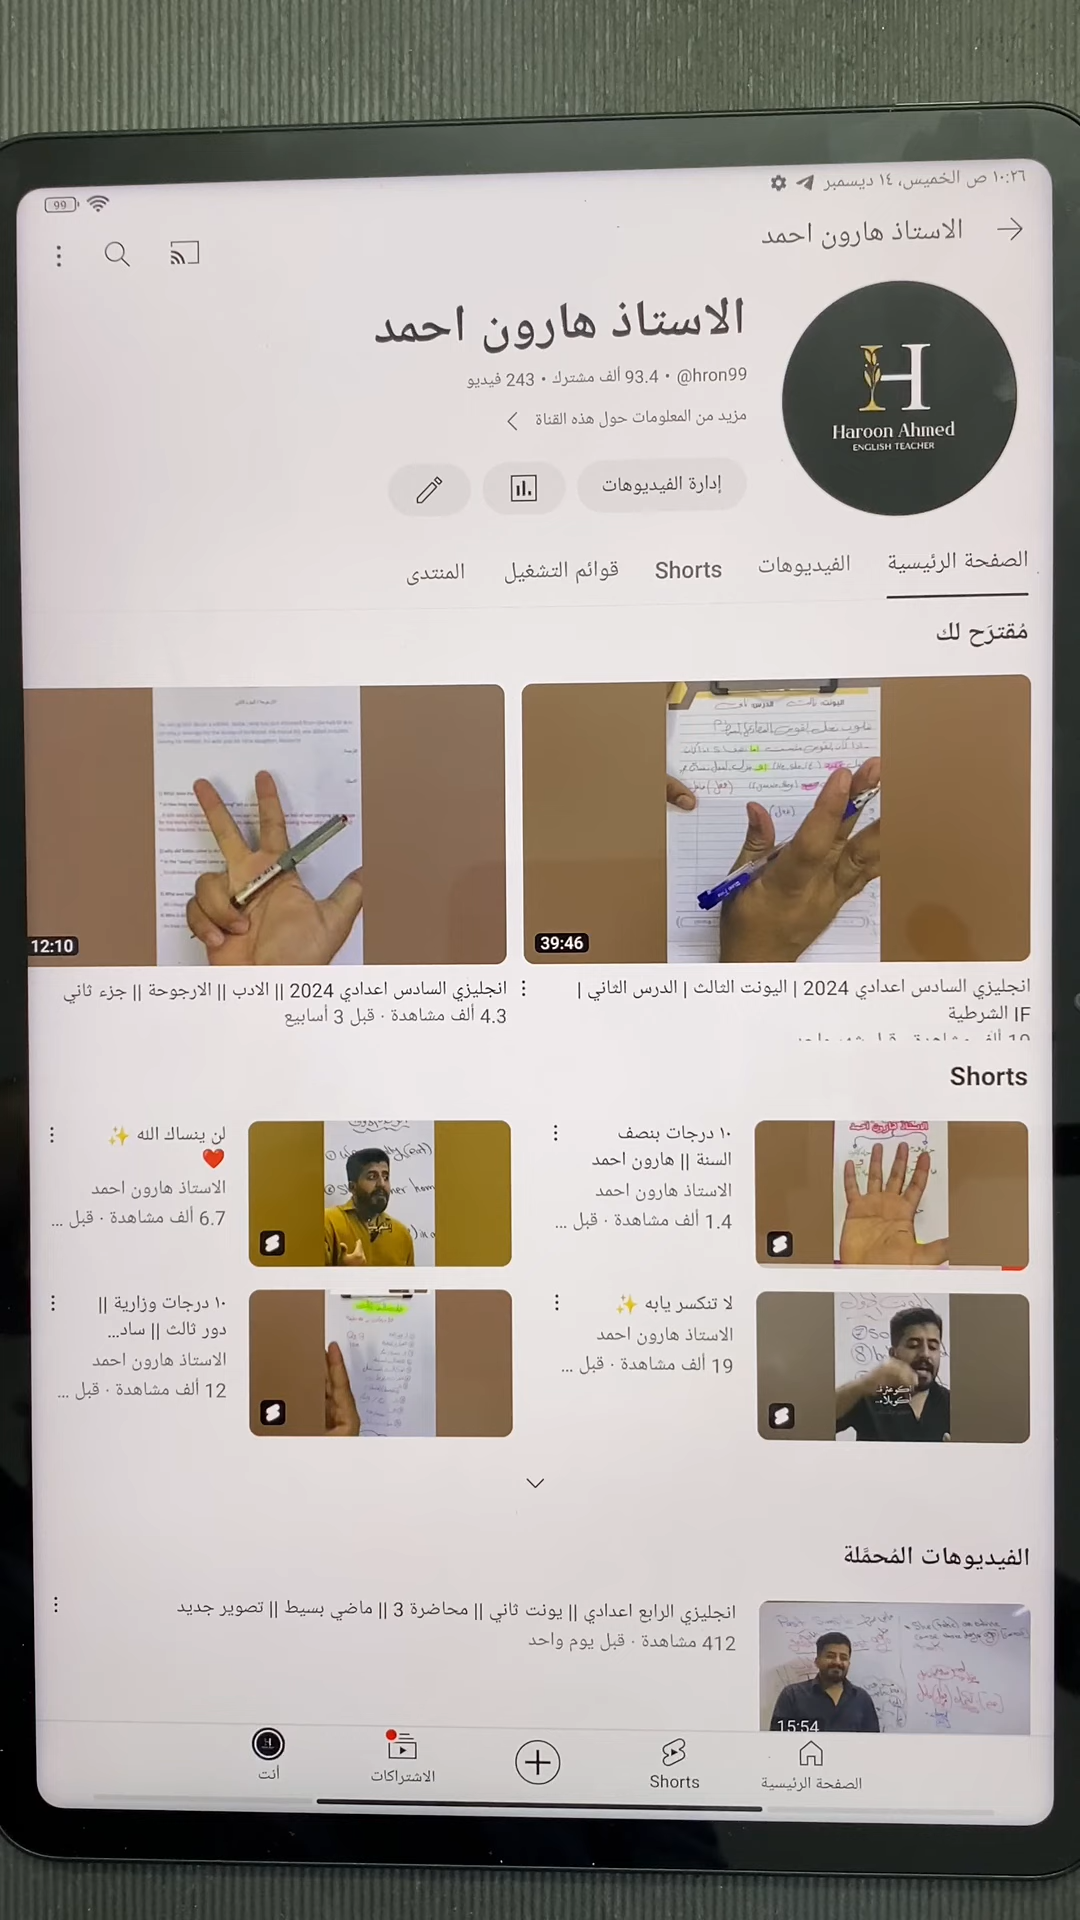 ١٠:٢٦ ص الخميس، ١٤ ديسمبر
99
الاستاذ هارون احمد
الاستاذ هارون احمد
@hron99 • 93.4 ألف مشترك • 243 فيديو
مزيد من المعلومات حول هذه القناة
إدارة الفيديوهات
H
Haroon Ahmed
ENGLISH TEACHER
الصفحة الرئيسية
الفيديوهات
Shorts
قوائم التشغيل
المنتدى
مُقترَح لك
39:46
انجليزي السادس اعدادي 2024 | اليونت الثالث | الدرس الثاني |
IF الشرطية
12:10
انجليزي السادس اعدادي 2024 || الادب || الارجوحة || جزء ثاني
4.3 ألف مشاهدة · قبل 3 أسابيع
Shorts
الاستاذ هارون احمد
١٠ درجات بنصف
السنة || هارون احمد
الاستاذ هارون احمد
1.4 ألف مشاهدة · قبل ...
لن ينساك الله ✨
❤️
الاستاذ هارون احمد
6.7 ألف مشاهدة · قبل ...
لا تنكسر يابه ✨
الاستاذ هارون احمد
19 ألف مشاهدة · قبل ...
١٠ درجات وزارية ||
دور ثالث || ساد...
الاستاذ هارون احمد
12 ألف مشاهدة · قبل ...
الفيديوهات المُحمَّلة
انجليزي الرابع اعدادي || يونت ثاني || محاضرة 3 || ماضي بسيط || تصوير جديد
412 مشاهدة · قبل يوم واحد
15:54
الصفحة الرئيسية
Shorts
الاشتراكات
أنت